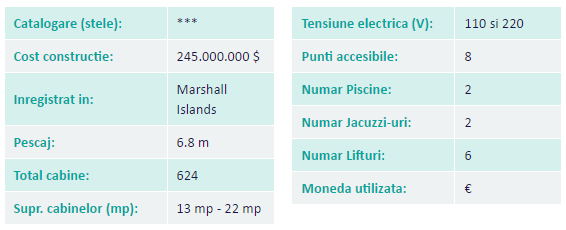 Catalogare (stele): ***
Cost constructie: 245.000.000 $
Inregistrat in: Marshall
Islands
Pescaj: 6.8 m
Total cabine: 624
Supr. cabinelor (mp): 13 mp - 22 mp
Tensiune electrica (V): 110 si 220
Punti accesibile: 8
Numar Piscine: 2
Numar Jacuzzi-uri: 2
Numar Lifturi: 6
Moneda utilizata: €